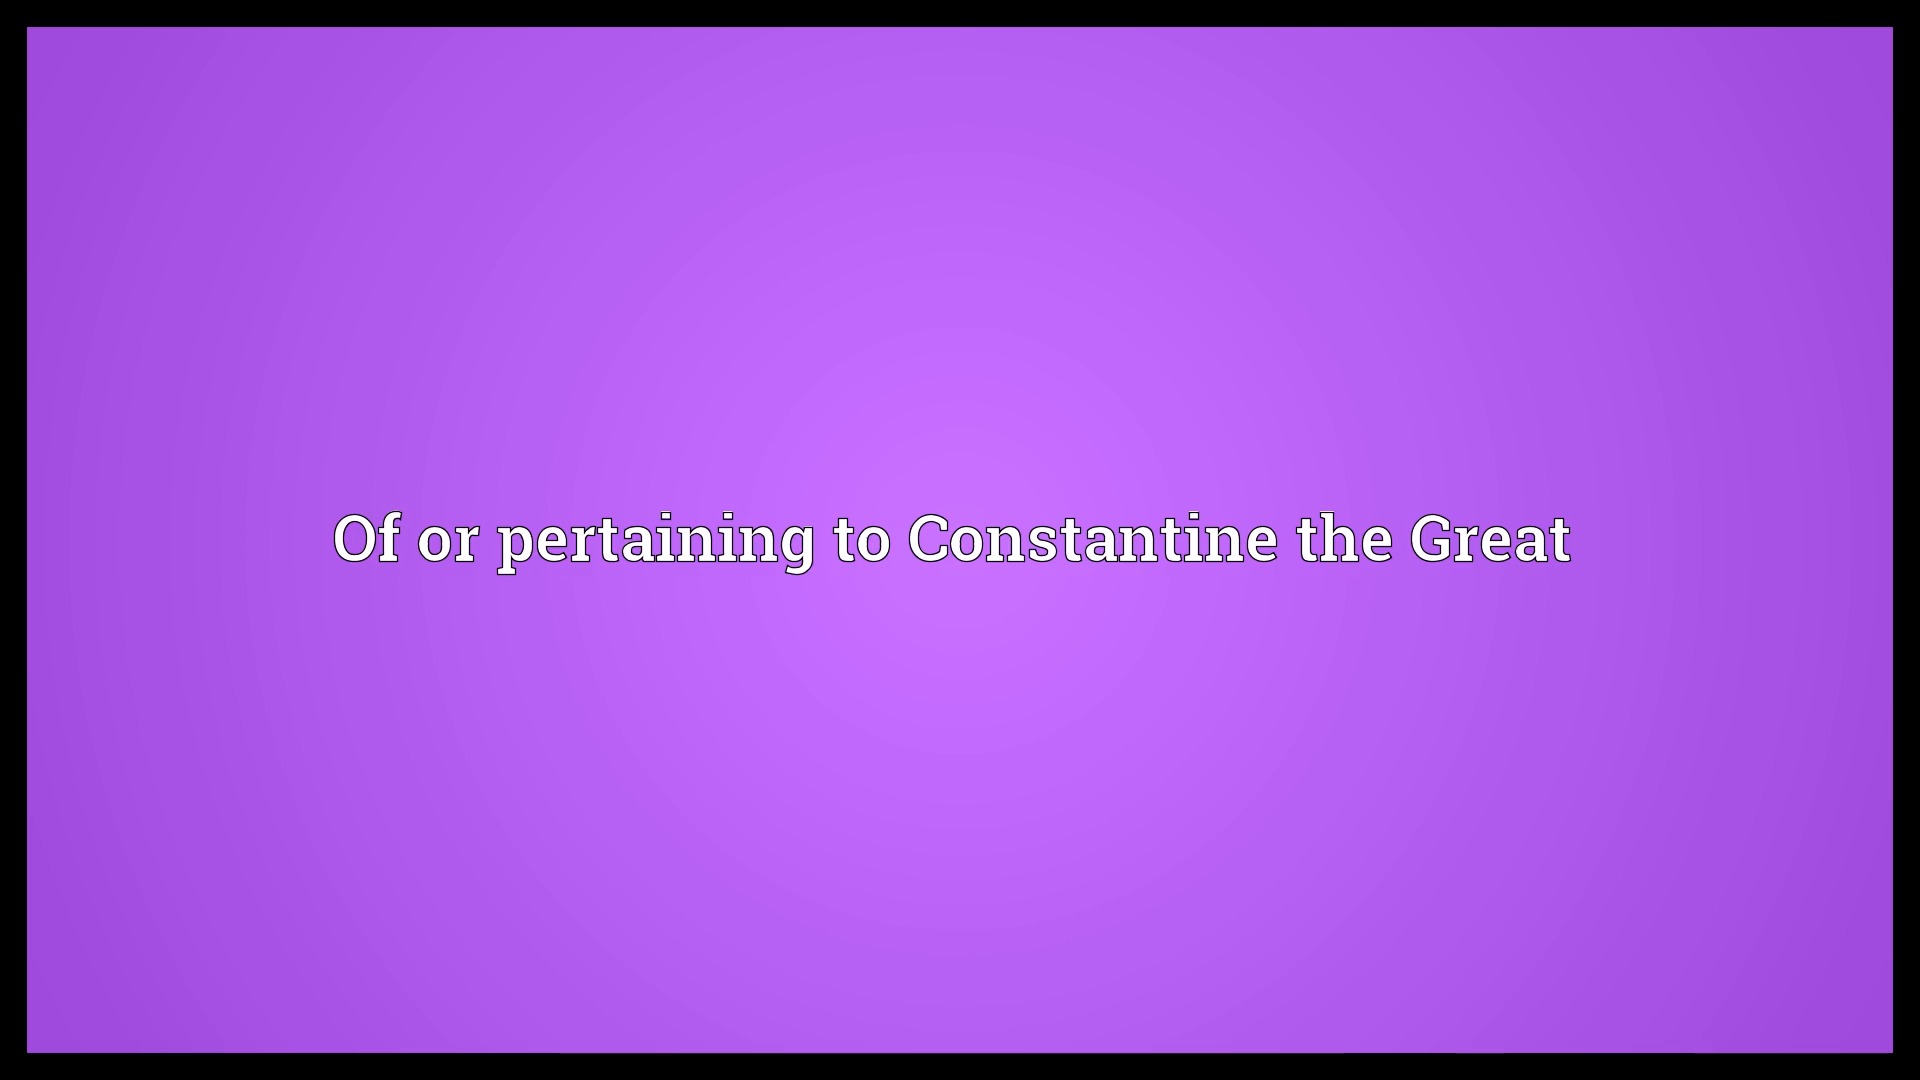 Of or pertaining to Constantine the Great